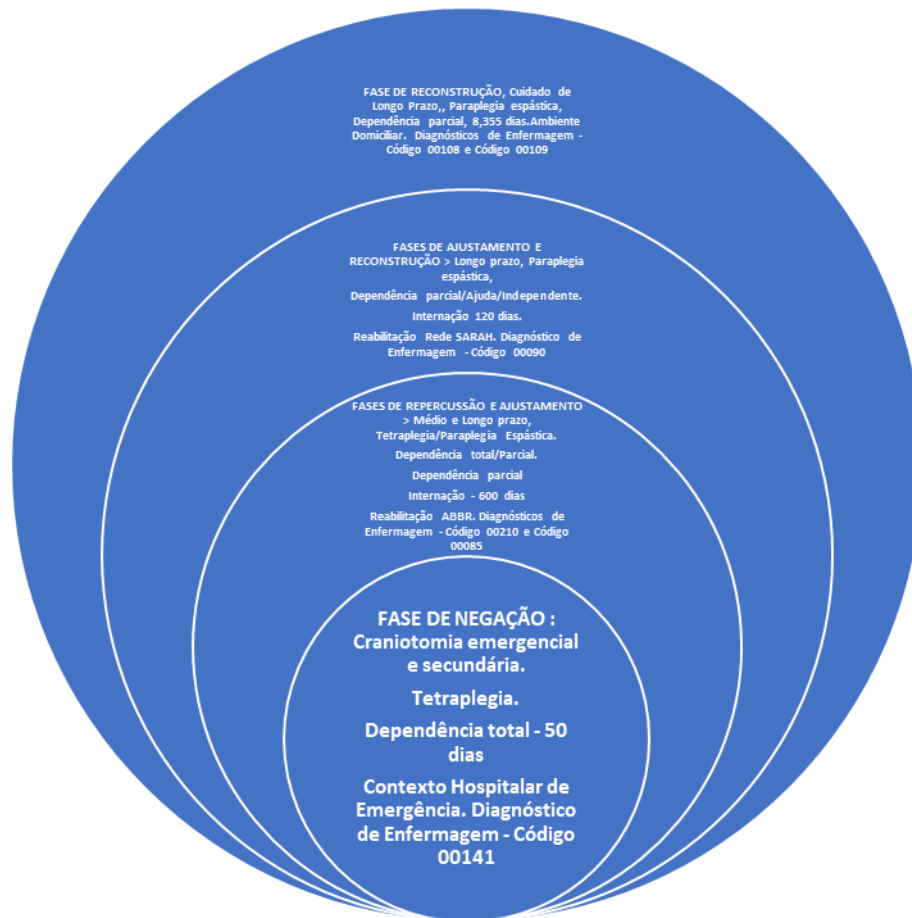 FASE DE RECONSTRUÇÃO, Cuidado de
Longo Prazo,, Paraplegia espástica,
Dependência parcial, 8,355 dias.Ambiente
Domiciliar. Diagnósticos de Enfermagem -
Código 00108 e Código 00109
FASES DE AJUSTAMENTO E
RECONSTRUÇÃO > Longo prazo, Paraplegia
espástica,
Dependência parcial/Ajuda/Independente.
Internação 120 dias.
Reabilitação Rede SARAH. Diagnóstico de
Enfermagem - Código 00090
FASES DE REPERCUSSÃO E AJUSTAMENTO
> Médio e Longo prazo,
Tetraplegia/Paraplegia Espástica.
Dependência total/Parcial.
Dependência parcial
Internação - 600 dias
Reabilitação ABBR. Diagnósticos de
Enfermagem - Código 00210 e Código
00085
FASE DE NEGAÇÃO :
Craniotomia emergencial
e secundária.
Tetraplegia.
Dependência total - 50
dias
Contexto Hospitalar de
Emergência. Diagnóstico
de Enfermagem - Código
00141